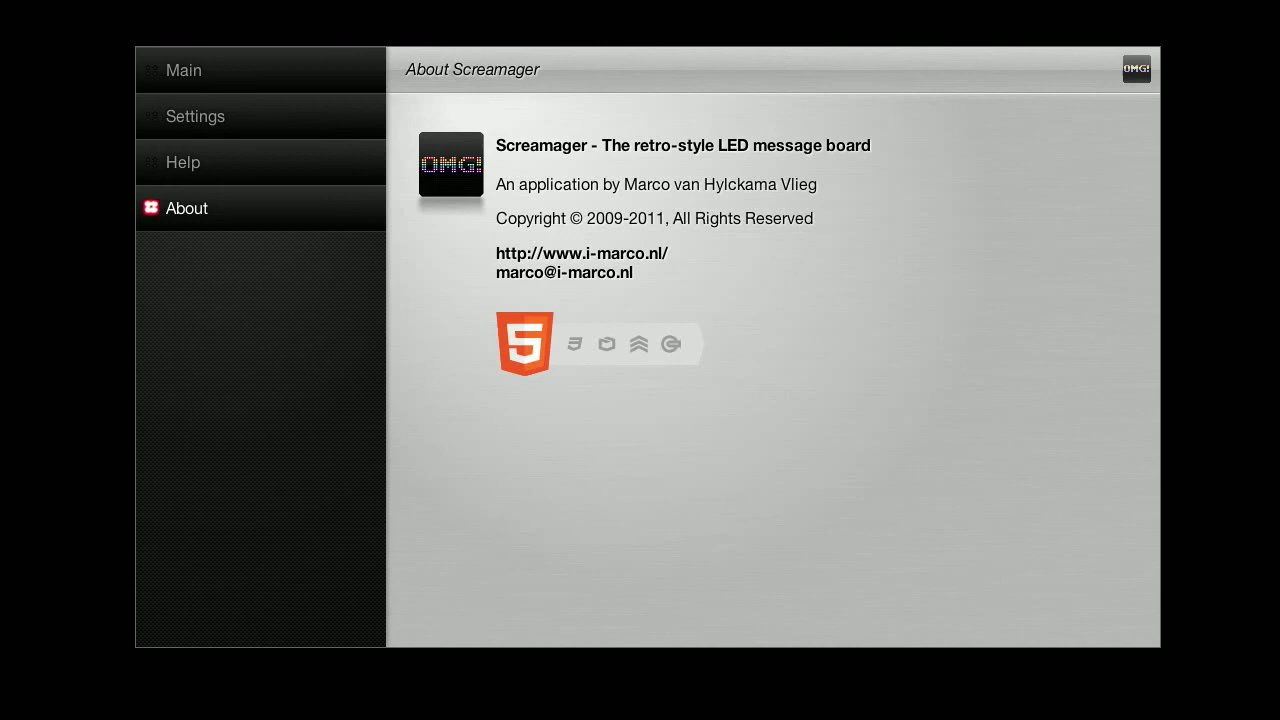 Main
Settings
Help
About
About Screamager
OMG!
OMG!
Screamager - The retro-style LED message board
An application by Marco van Hylckama Vlieg
Copyright © 2009-2011, All Rights Reserved
http://www.i-marco.nl/
marco@i-marco.nl
5